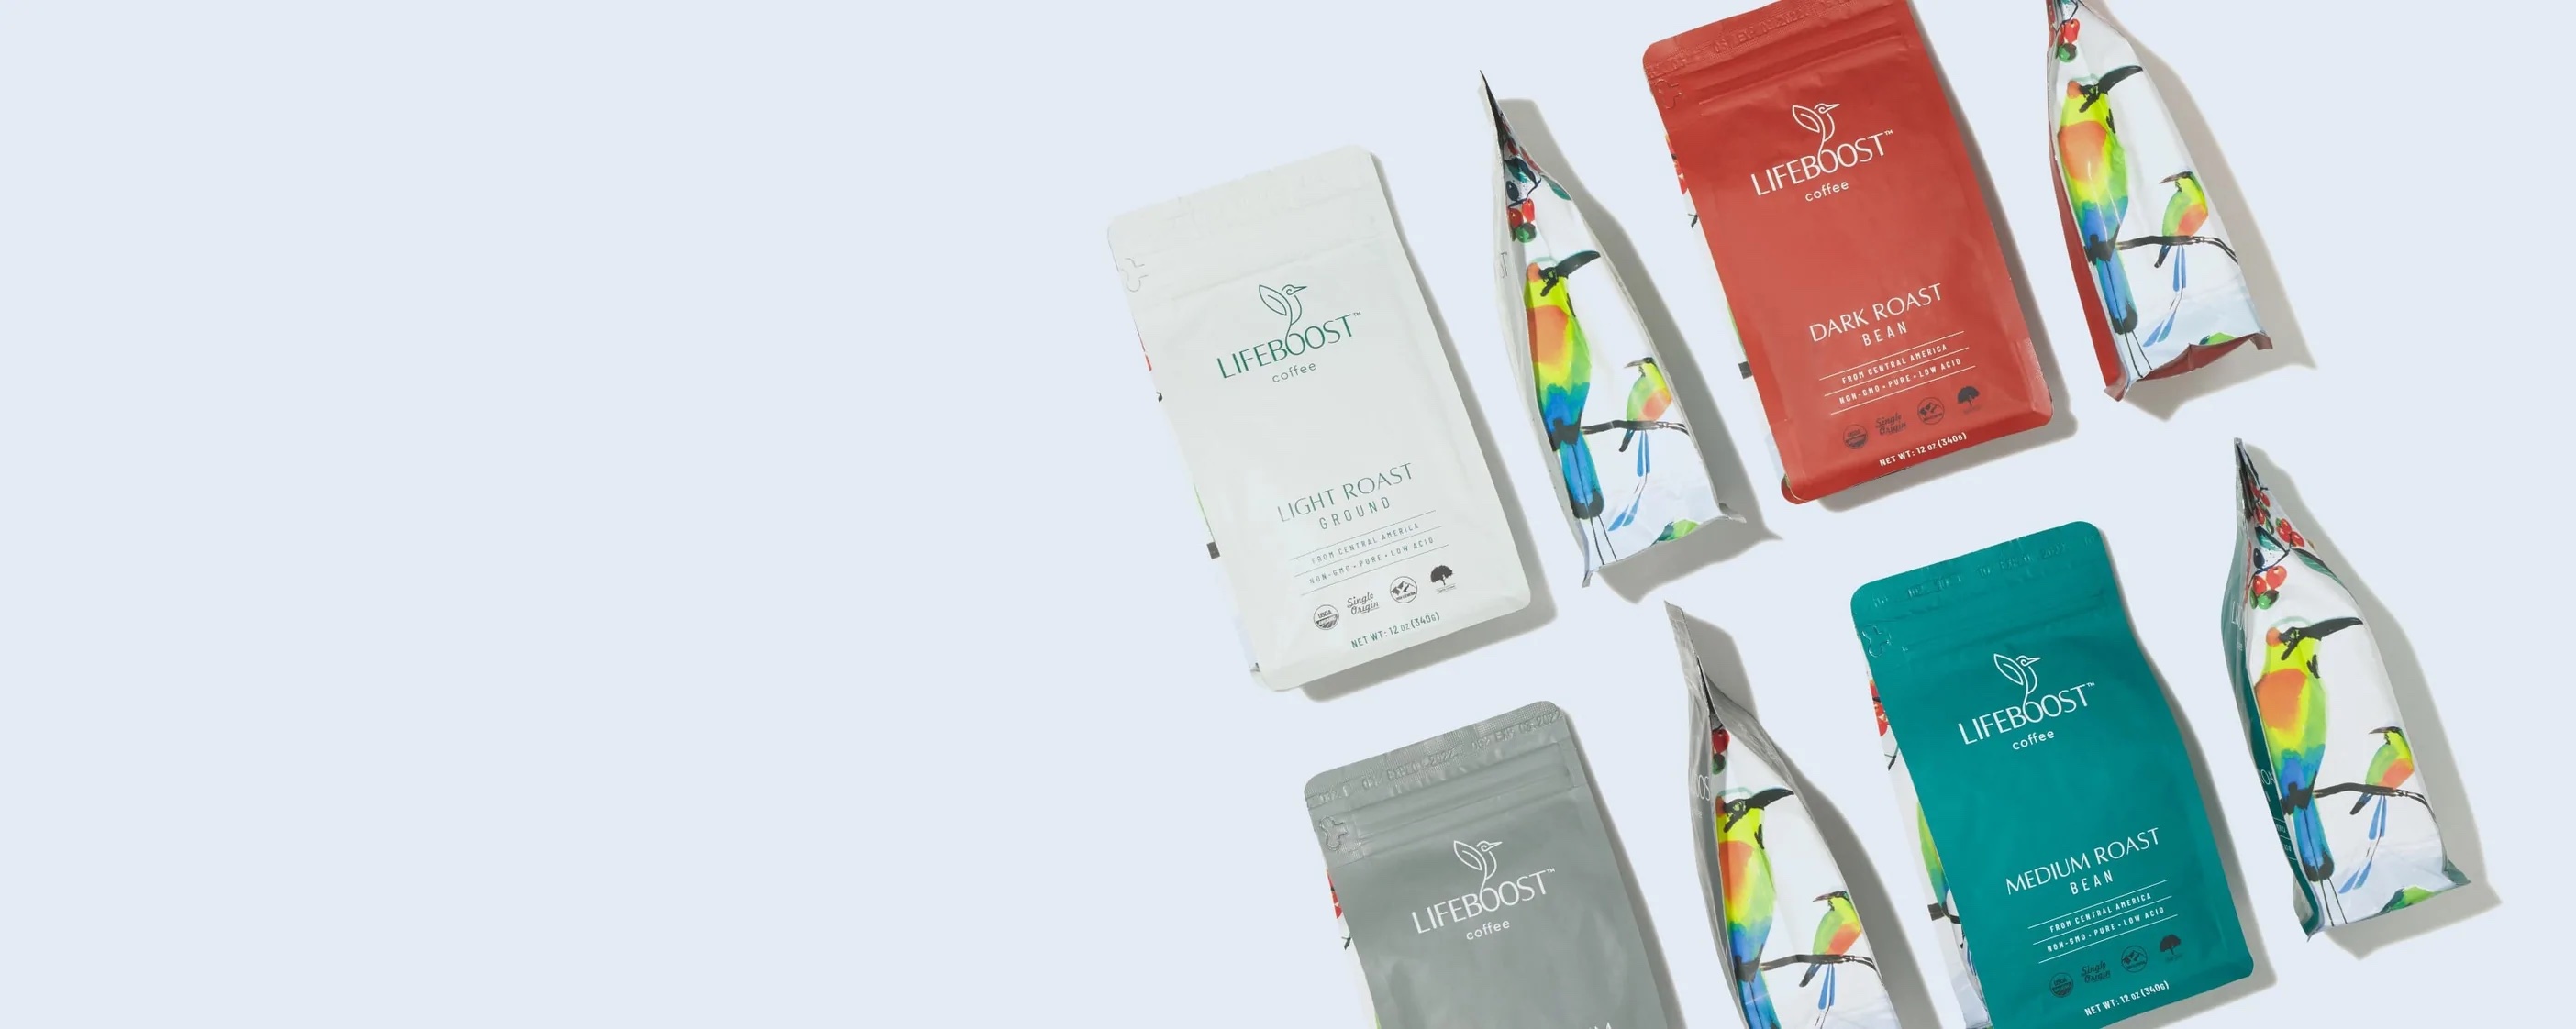 LIFEBOOST™
coffee
LIGHT ROAST
GROUND
FROM CENTRAL AMERICA
NON-GMO • PURE • LOW ACID
USDA
Single
Origin
NET WT: 12 oz (340g)
LIFEBOOST™
coffee
DARK ROAST
BEAN
FROM CENTRAL AMERICA
NON-GMO • PURE • LOW ACID
USDA
Single
Origin
NET WT: 12 oz (340g)
LIFEBOOST™
coffee
LIFEBOOST™
coffee
MEDIUM ROAST
BEAN
FROM CENTRAL AMERICA
NON-GMO • PURE • LOW ACID
USDA
Single
Origin
NET WT: 12 oz (340g)